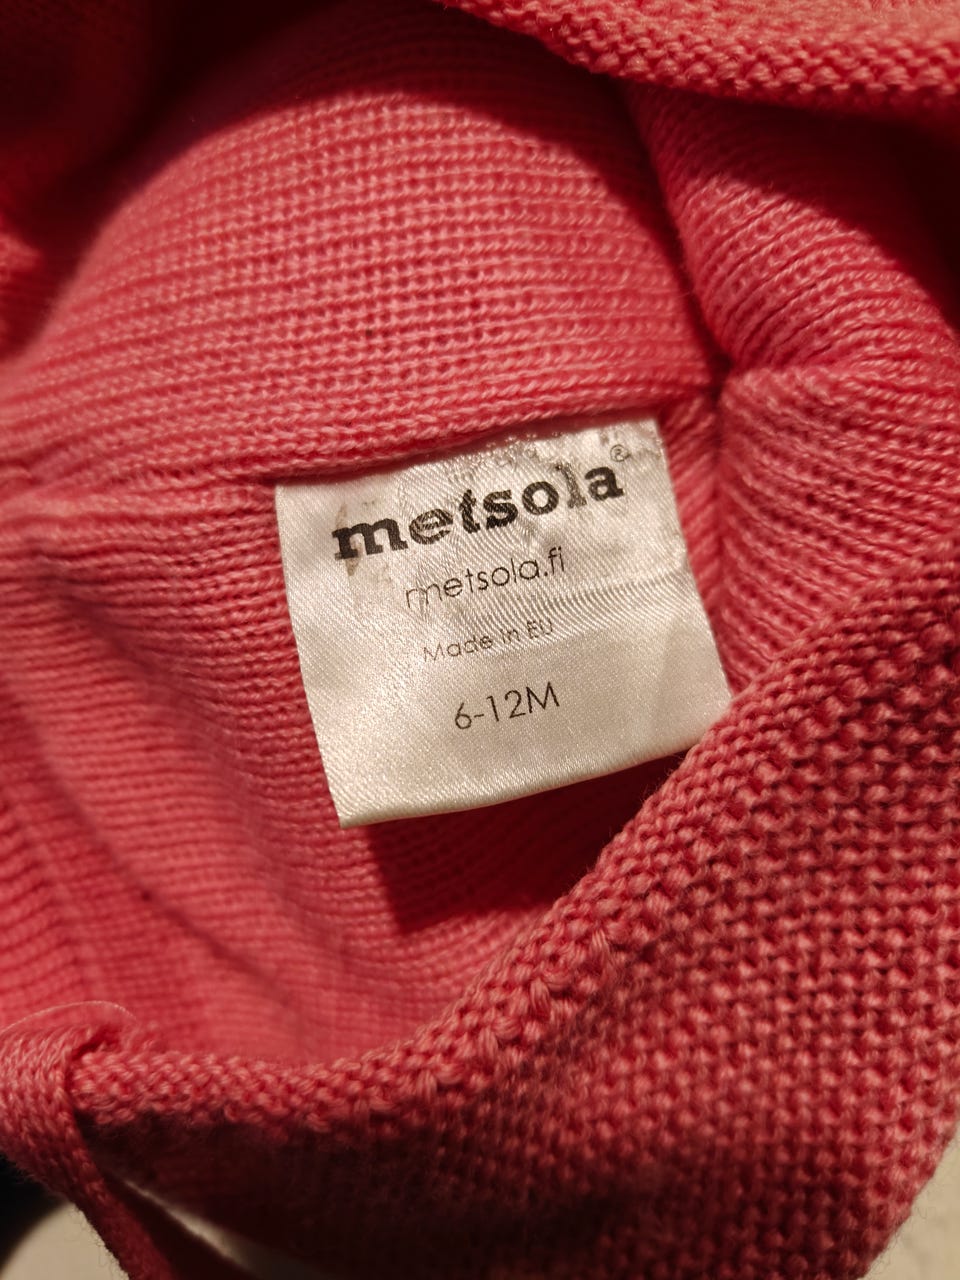 metsola®
metsola.fi
Made in EU
6-12M